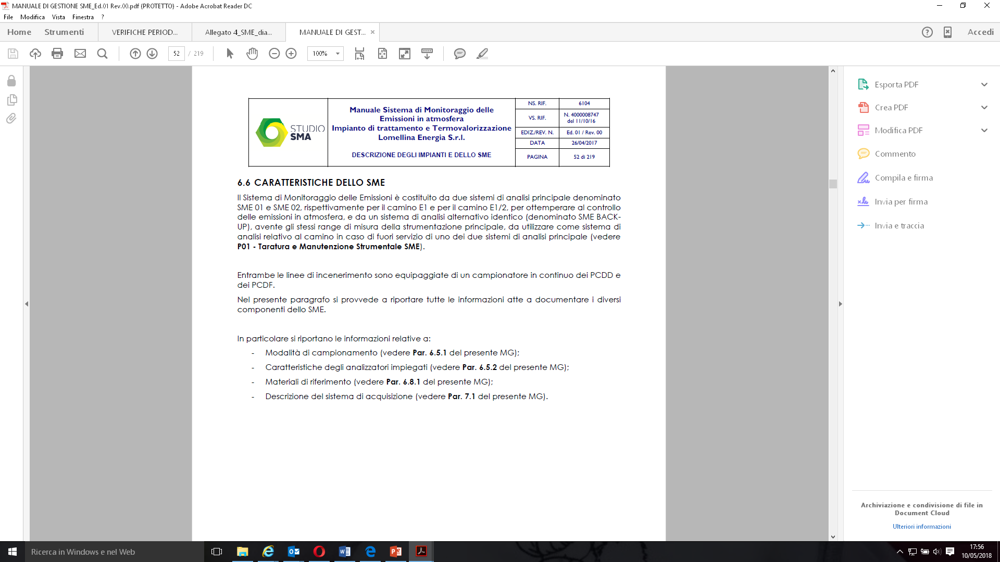 MANUALE DI GESTIONE SME_Ed.01 Rev.00.pdf (PROTETTO) - Adobe Acrobat Reader DC
File Modifica Vista Finestra ?
Home Strumenti VERIFICHE PERIOD... Allegato 4_SME_dia... MANUALE DI GEST... × Accedi
52 / 219 100%
STUDIO
SMA
Manuale Sistema di Monitoraggio delle
Emissioni in atmosfera
Impianto di trattamento e Termovalorizzazione
Lomellina Energia S.r.l.
DESCRIZIONE DEGLI IMPIANTI E DELLO SME
NS. RIF. 6104
VS. RIF. N. 4000008747
del 11/10/16
EDIZ./REV. N. Ed. 01 / Rev. 00
DATA 26/04/2017
PAGINA 52 di 219
6.6 CARATTERISTICHE DELLO SME
Il Sistema di Monitoraggio delle Emissioni è costituito da due sistemi di analisi principale denominato
SME 01 e SME 02, rispettivamente per il camino E1 e per il camino E1/2, per ottemperare al controllo
delle emissioni in atmosfera, e da un sistema di analisi alternativo identico (denominato SME BACK-
UP), avente gli stessi range di misura della strumentazione principale, da utilizzare come sistema di
analisi relativo al camino in caso di fuori servizio di uno dei due sistemi di analisi principale (vedere
P01 - Taratura e Manutenzione Strumentale SME).
Entrambe le linee di incenerimento sono equipaggiate di un campionatore in continuo dei PCDD e
dei PCDF.
Nel presente paragrafo si provvede a riportare tutte le informazioni atte a documentare i diversi
componenti dello SME.
In particolare si riportano le informazioni relative a:
- Modalità di campionamento (vedere Par. 6.5.1 del presente MG);
- Caratteristiche degli analizzatori impiegati (vedere Par. 6.5.2 del presente MG);
- Materiali di riferimento (vedere Par. 6.8.1 del presente MG);
- Descrizione del sistema di acquisizione (vedere Par. 7.1 del presente MG).
Esporta PDF
Crea PDF
Modifica PDF
Commento
Compila e firma
Invia per firma
Invia e traccia
Archiviazione e condivisione di file in
Document Cloud
Ulteriori informazioni
Ricerca in Windows e nel Web
17:56
10/05/2018